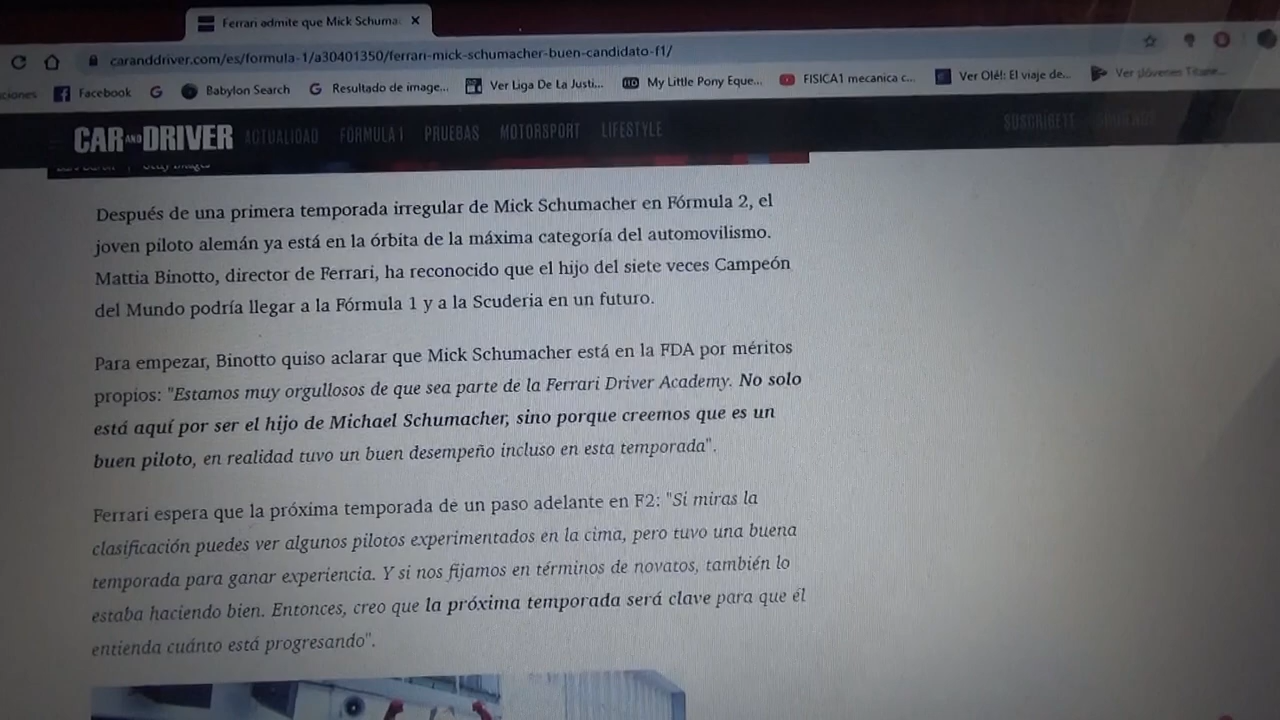 Ferrari admite que Mick Schuma
caranddriver.com/es/formula-1/a30401350/ferrari-mick-schumacher-buen-candidato-f1/
ciones Facebook Babylon Search Resultado de image... Ver Liga De La Justi... My Little Pony Eque... FISICA1 mecanica c... Ver Olé!: El viaje de... Ver Jóvenes Titane...
CAR AND DRIVER ACTUALIDAD FÓRMULA 1 PRUEBAS MOTORSPORT LIFESTYLE SUSCRÍBETE
Después de una primera temporada irregular de Mick Schumacher en Fórmula 2, el
joven piloto alemán ya está en la órbita de la máxima categoría del automovilismo.
Mattia Binotto, director de Ferrari, ha reconocido que el hijo del siete veces Campeón
del Mundo podría llegar a la Fórmula 1 y a la Scuderia en un futuro.
Para empezar, Binotto quiso aclarar que Mick Schumacher está en la FDA por méritos
propios: "Estamos muy orgullosos de que sea parte de la Ferrari Driver Academy. No solo
está aquí por ser el hijo de Michael Schumacher, sino porque creemos que es un
buen piloto, en realidad tuvo un buen desempeño incluso en esta temporada".
Ferrari espera que la próxima temporada de un paso adelante en F2: "Si miras la
clasificación puedes ver algunos pilotos experimentados en la cima, pero tuvo una buena
temporada para ganar experiencia. Y si nos fijamos en términos de novatos, también lo
estaba haciendo bien. Entonces, creo que la próxima temporada será clave para que él
entienda cuánto está progresando".